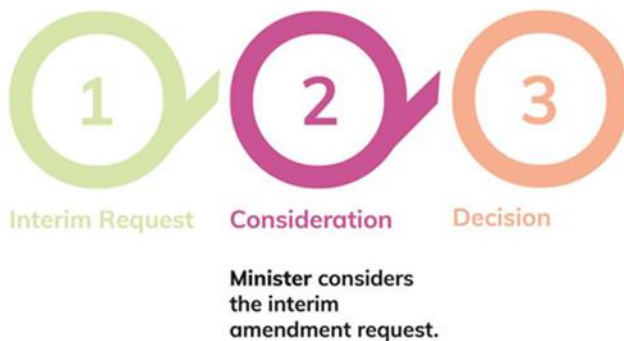 1 2 3
Interim Request Consideration Decision
Minister considers
the interim
amendment request.